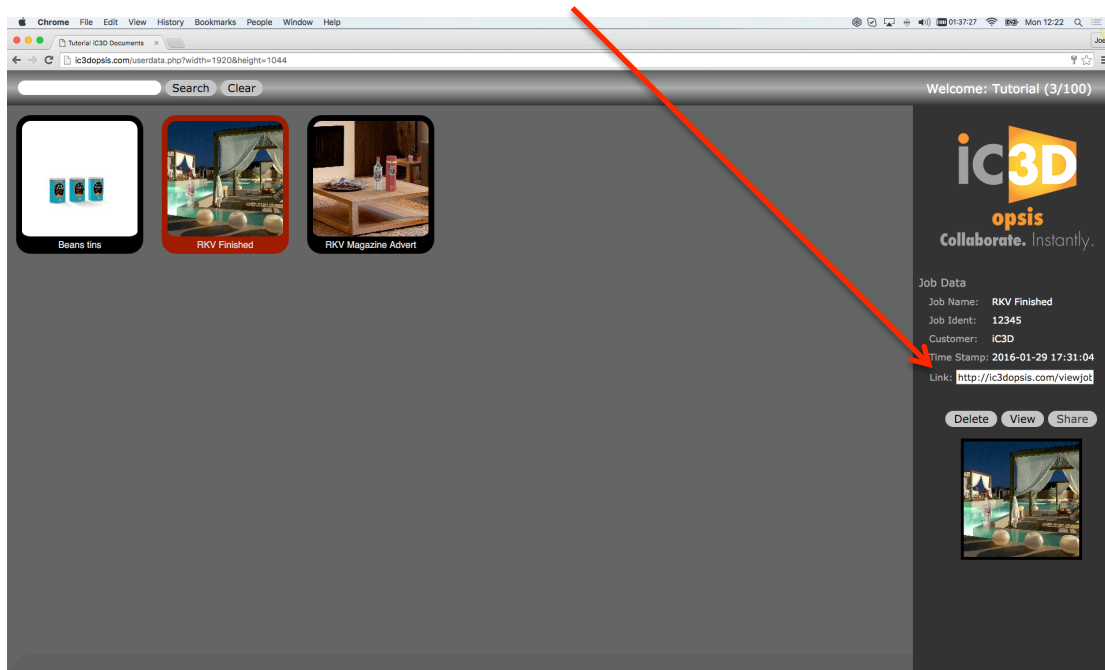 Chrome File Edit View History Bookmarks People Window Help 01:37:27 Mon 12:22
Tutorial iC3D Documents
ic3dopsis.com/userdata.php?width=1920&height=1044
Search Clear Welcome: Tutorial (3/100)
Beans tins RKV Finished RKV Magazine Advert
iC3D
opsis
Collaborate. Instantly.
Job Data
Job Name: RKV Finished
Job Ident: 12345
Customer: iC3D
Time Stamp: 2016-01-29 17:31:04
Link: http://ic3dopsis.com/viewjob
Delete View Share